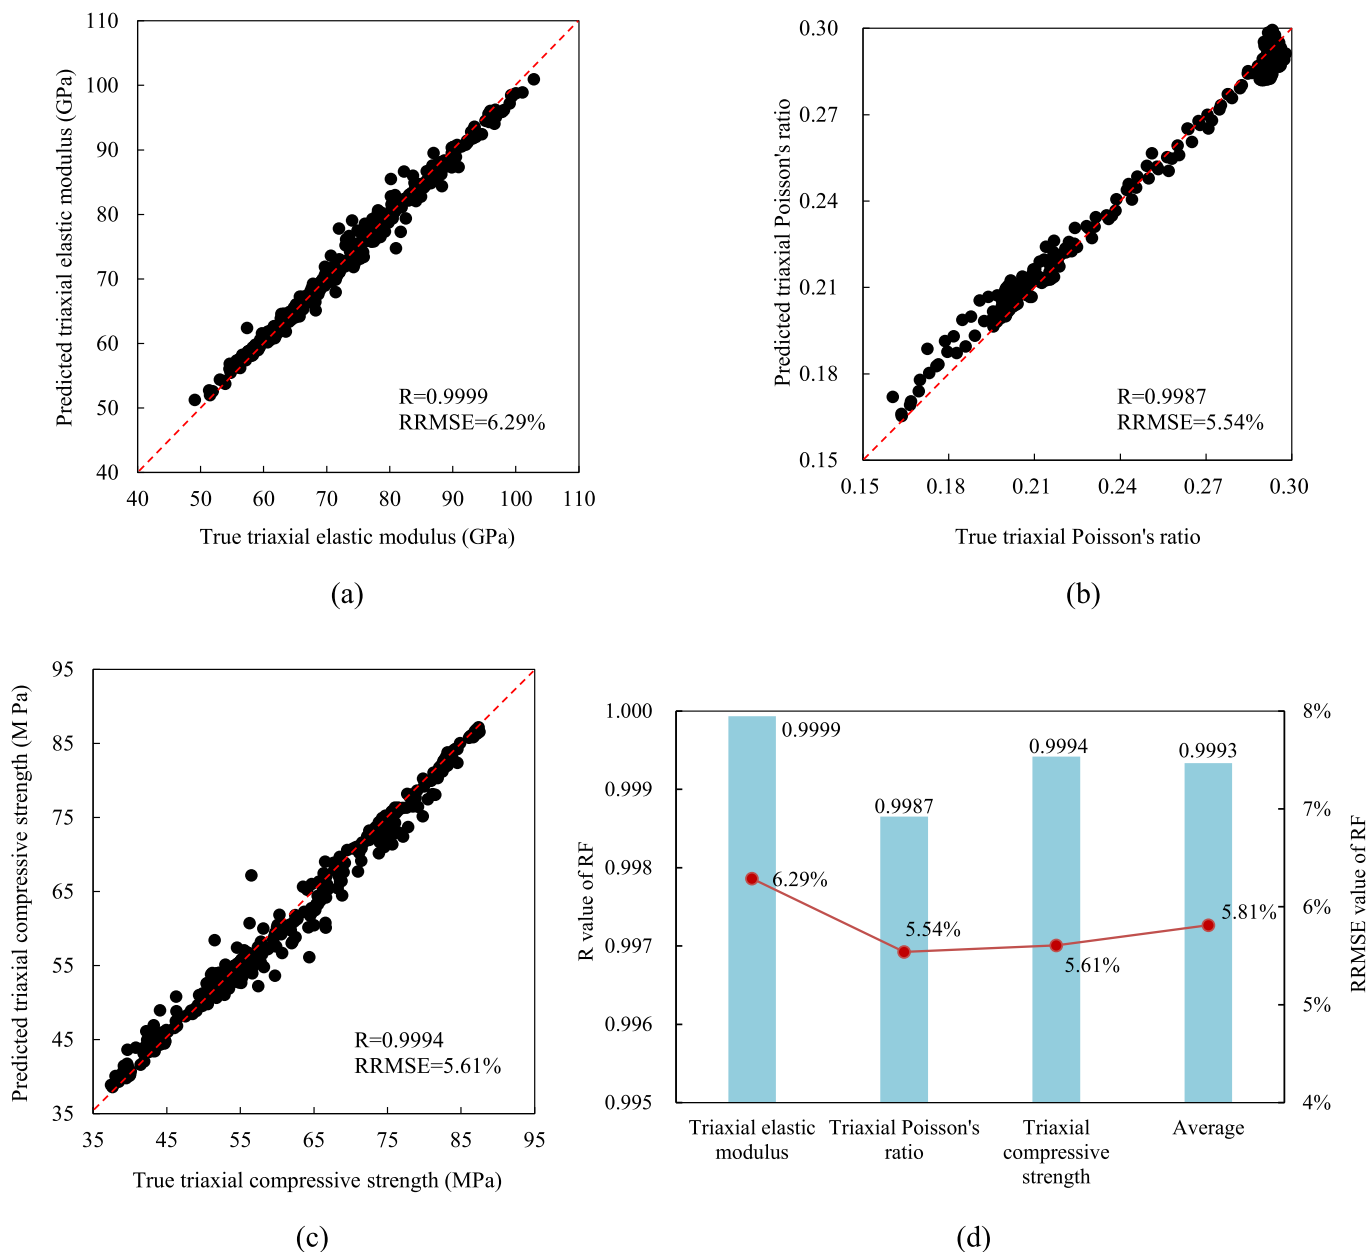 110
100
90
80
70
60
50
40
Predicted triaxial elastic modulus (GPa)
R=0.9999
RRMSE=6.29%
40 50 60 70 80 90 100 110
True triaxial elastic modulus (GPa)
(a)
0.30
0.27
0.24
0.21
0.18
0.15
Predicted triaxial Poisson's ratio
R=0.9987
RRMSE=5.54%
0.15 0.18 0.21 0.24 0.27 0.30
True triaxial Poisson's ratio
(b)
95
85
75
65
55
45
35
Predicted triaxial compressive strength (M Pa)
R=0.9994
RRMSE=5.61%
35 45 55 65 75 85 95
True triaxial compressive strength (MPa)
(c)
1.000
0.999
0.998
0.997
0.996
0.995
R value of RF
0.9999
0.9987
0.9994
0.9993
6.29%
5.54%
5.61%
5.81%
8%
7%
6%
5%
4%
RRMSE value of RF
Triaxial elastic
modulus
Triaxial Poisson's
ratio
Triaxial
compressive
strength
Average
(d)